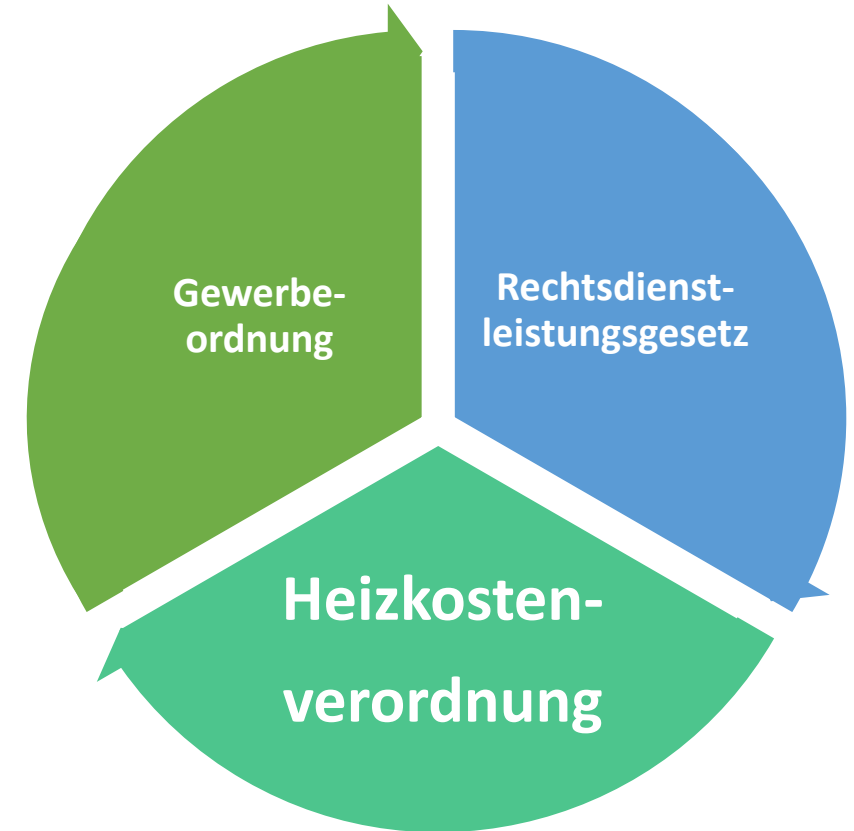 Gewerbe-
ordnung
Rechtsdienst-
leistungsgesetz
Heizkosten-
verordnung